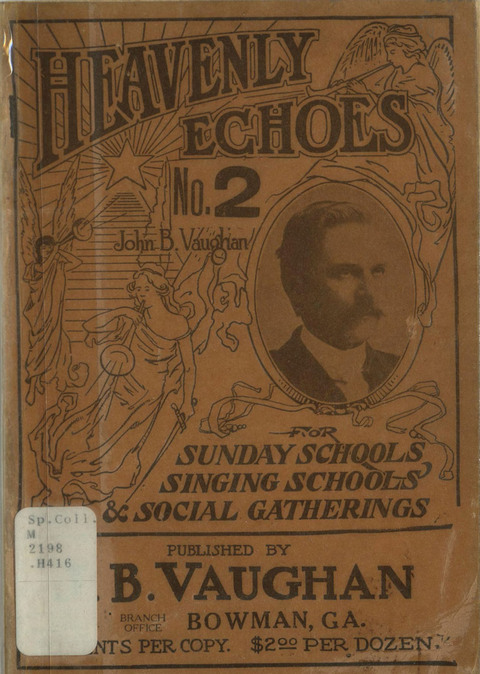 HEAVENLY
ECHOES
No. 2
John B. Vaughan
FOR
SUNDAY SCHOOLS
SINGING SCHOOLS
& SOCIAL GATHERINGS
Sp.Coll.
M
2198
.H416
PUBLISHED BY
B. VAUGHAN
BRANCH OFFICE
BOWMAN, GA.
PER COPY. $2.00 PER DOZEN.